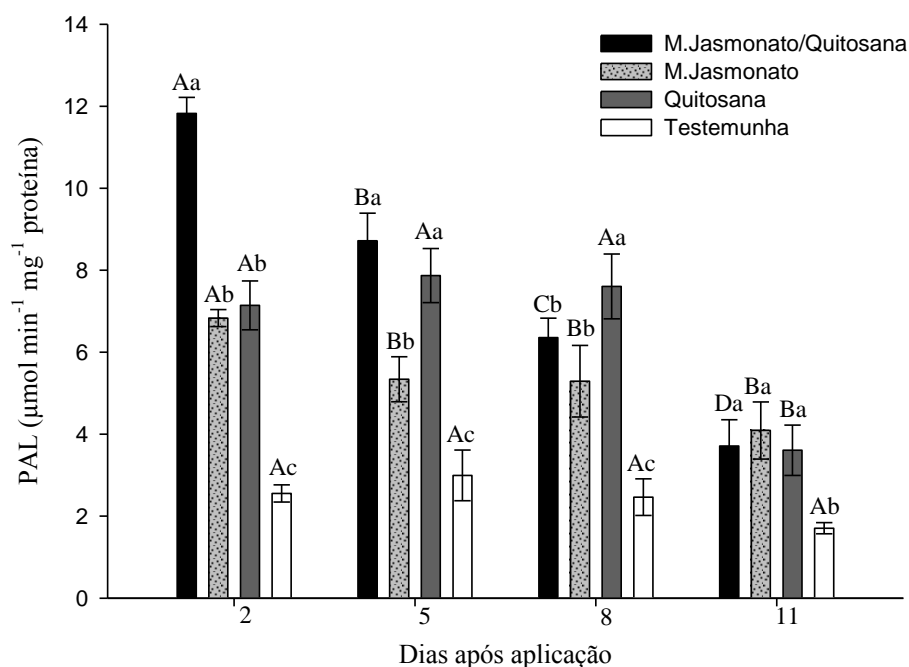 PAL (µmol min⁻¹ mg⁻¹ proteína)
14
12
10
8
6
4
2
0
M.Jasmonato/Quitosana
M.Jasmonato
Quitosana
Testemunha
Aa
Ab
Ab
Ac
Ba
Bb
Aa
Ac
Cb
Bb
Aa
Ac
Da
Ba
Ba
Ab
2 5 8 11
Dias após aplicação